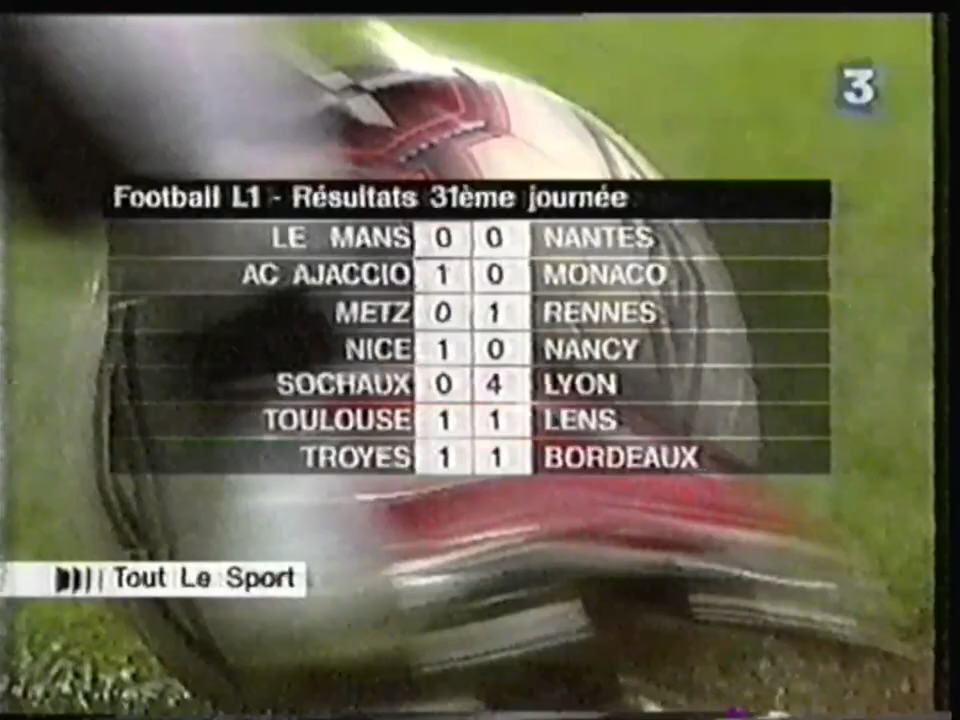 3
Football L1 - Résultats 31ème journée
LE MANS 0 0 NANTES
AC AJACCIO 1 0 MONACO
METZ 0 1 RENNES
NICE 1 0 NANCY
SOCHAUX 0 4 LYON
TOULOUSE 1 1 LENS
TROYES 1 1 BORDEAUX
Tout Le Sport